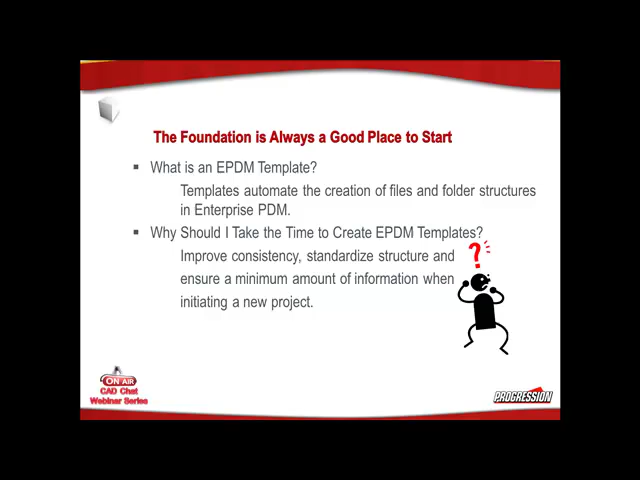 The Foundation is Always a Good Place to Start
▪ What is an EPDM Template?
Templates automate the creation of files and folder structures
in Enterprise PDM.
▪ Why Should I Take the Time to Create EPDM Templates?
Improve consistency, standardize structure and
ensure a minimum amount of information when
initiating a new project.
?
ON AIR
CAD Chat
Webinar Series
PROGRESSION